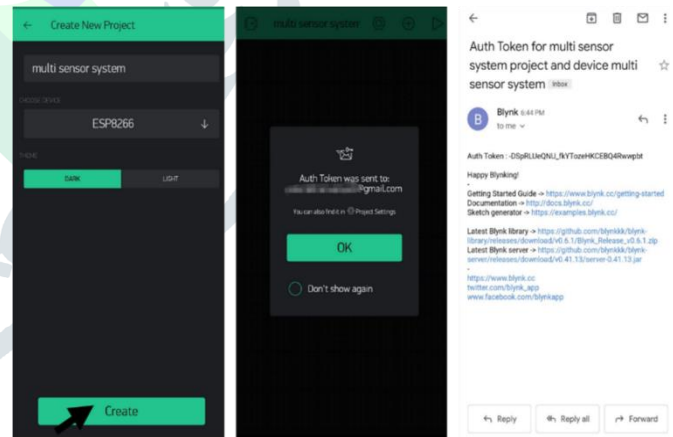 Create New Project
multi sensor system
CHOOSE DEVICE
ESP8266
THEME
DARK
LIGHT
Create
multi sensor system
Auth Token was sent to:
@gmail.com
You can also find it in Project Settings
OK
Don't show again
Auth Token for multi sensor
system project and device multi
sensor system Inbox
B
Blynk 6:44 PM
to me
Auth Token : -DSpRLUeQNU_fkYTozeHKCEBQ4Rwwpbt
Happy Blynking!
-
Getting Started Guide -> https://www.blynk.cc/getting-started
Documentation -> http://docs.blynk.cc/
Sketch generator -> https://examples.blynk.cc/
Latest Blynk library -> https://github.com/blynkkk/blynk-
library/releases/download/v0.6.1/Blynk_Release_v0.6.1.zip
Latest Blynk server -> https://github.com/blynkkk/blynk-
server/releases/download/v0.41.13/server-0.41.13.jar
-
https://www.blynk.cc
twitter.com/blynk_app
www.facebook.com/blynkapp
Reply
Reply all
Forward